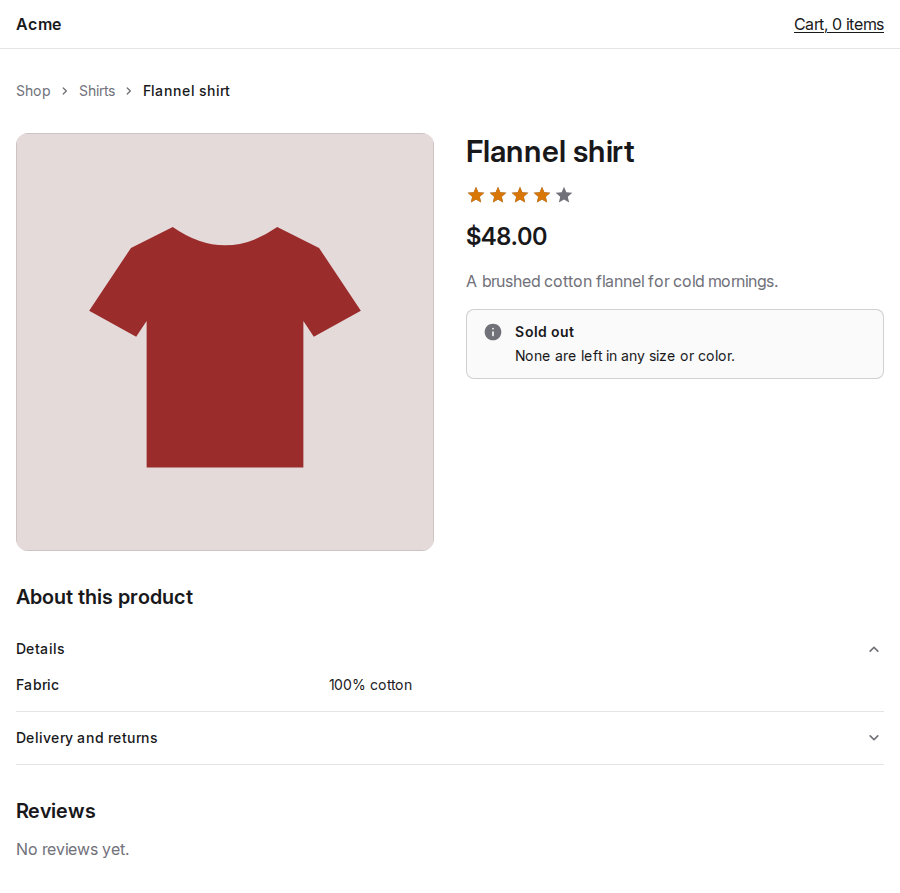 Acme
Cart, 0 items
Shop
Shirts
Flannel shirt
Flannel shirt
$48.00
A brushed cotton flannel for cold mornings.
Sold out
None are left in any size or color.
About this product
Details
Fabric 100% cotton
Delivery and returns
Reviews
No reviews yet.